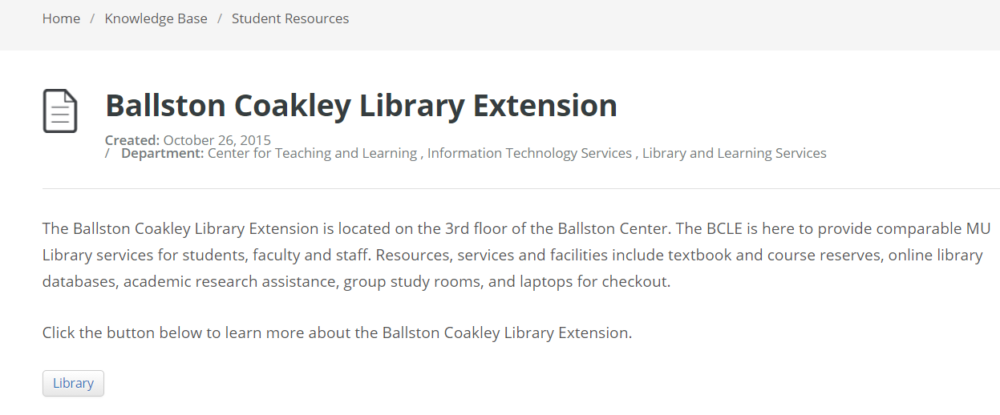 Home / Knowledge Base / Student Resources
Ballston Coakley Library Extension
Created: October 26, 2015
/ Department: Center for Teaching and Learning , Information Technology Services , Library and Learning Services
The Ballston Coakley Library Extension is located on the 3rd floor of the Ballston Center. The BCLE is here to provide comparable MU
Library services for students, faculty and staff. Resources, services and facilities include textbook and course reserves, online library
databases, academic research assistance, group study rooms, and laptops for checkout.
Click the button below to learn more about the Ballston Coakley Library Extension.
Library